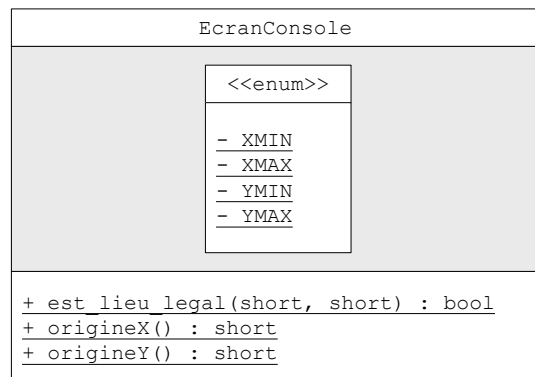 EcranConsole
<<enum>>
- XMIN
- XMAX
- YMIN
- YMAX
+ est_lieu_legal(short, short) : bool
+ origineX() : short
+ origineY() : short